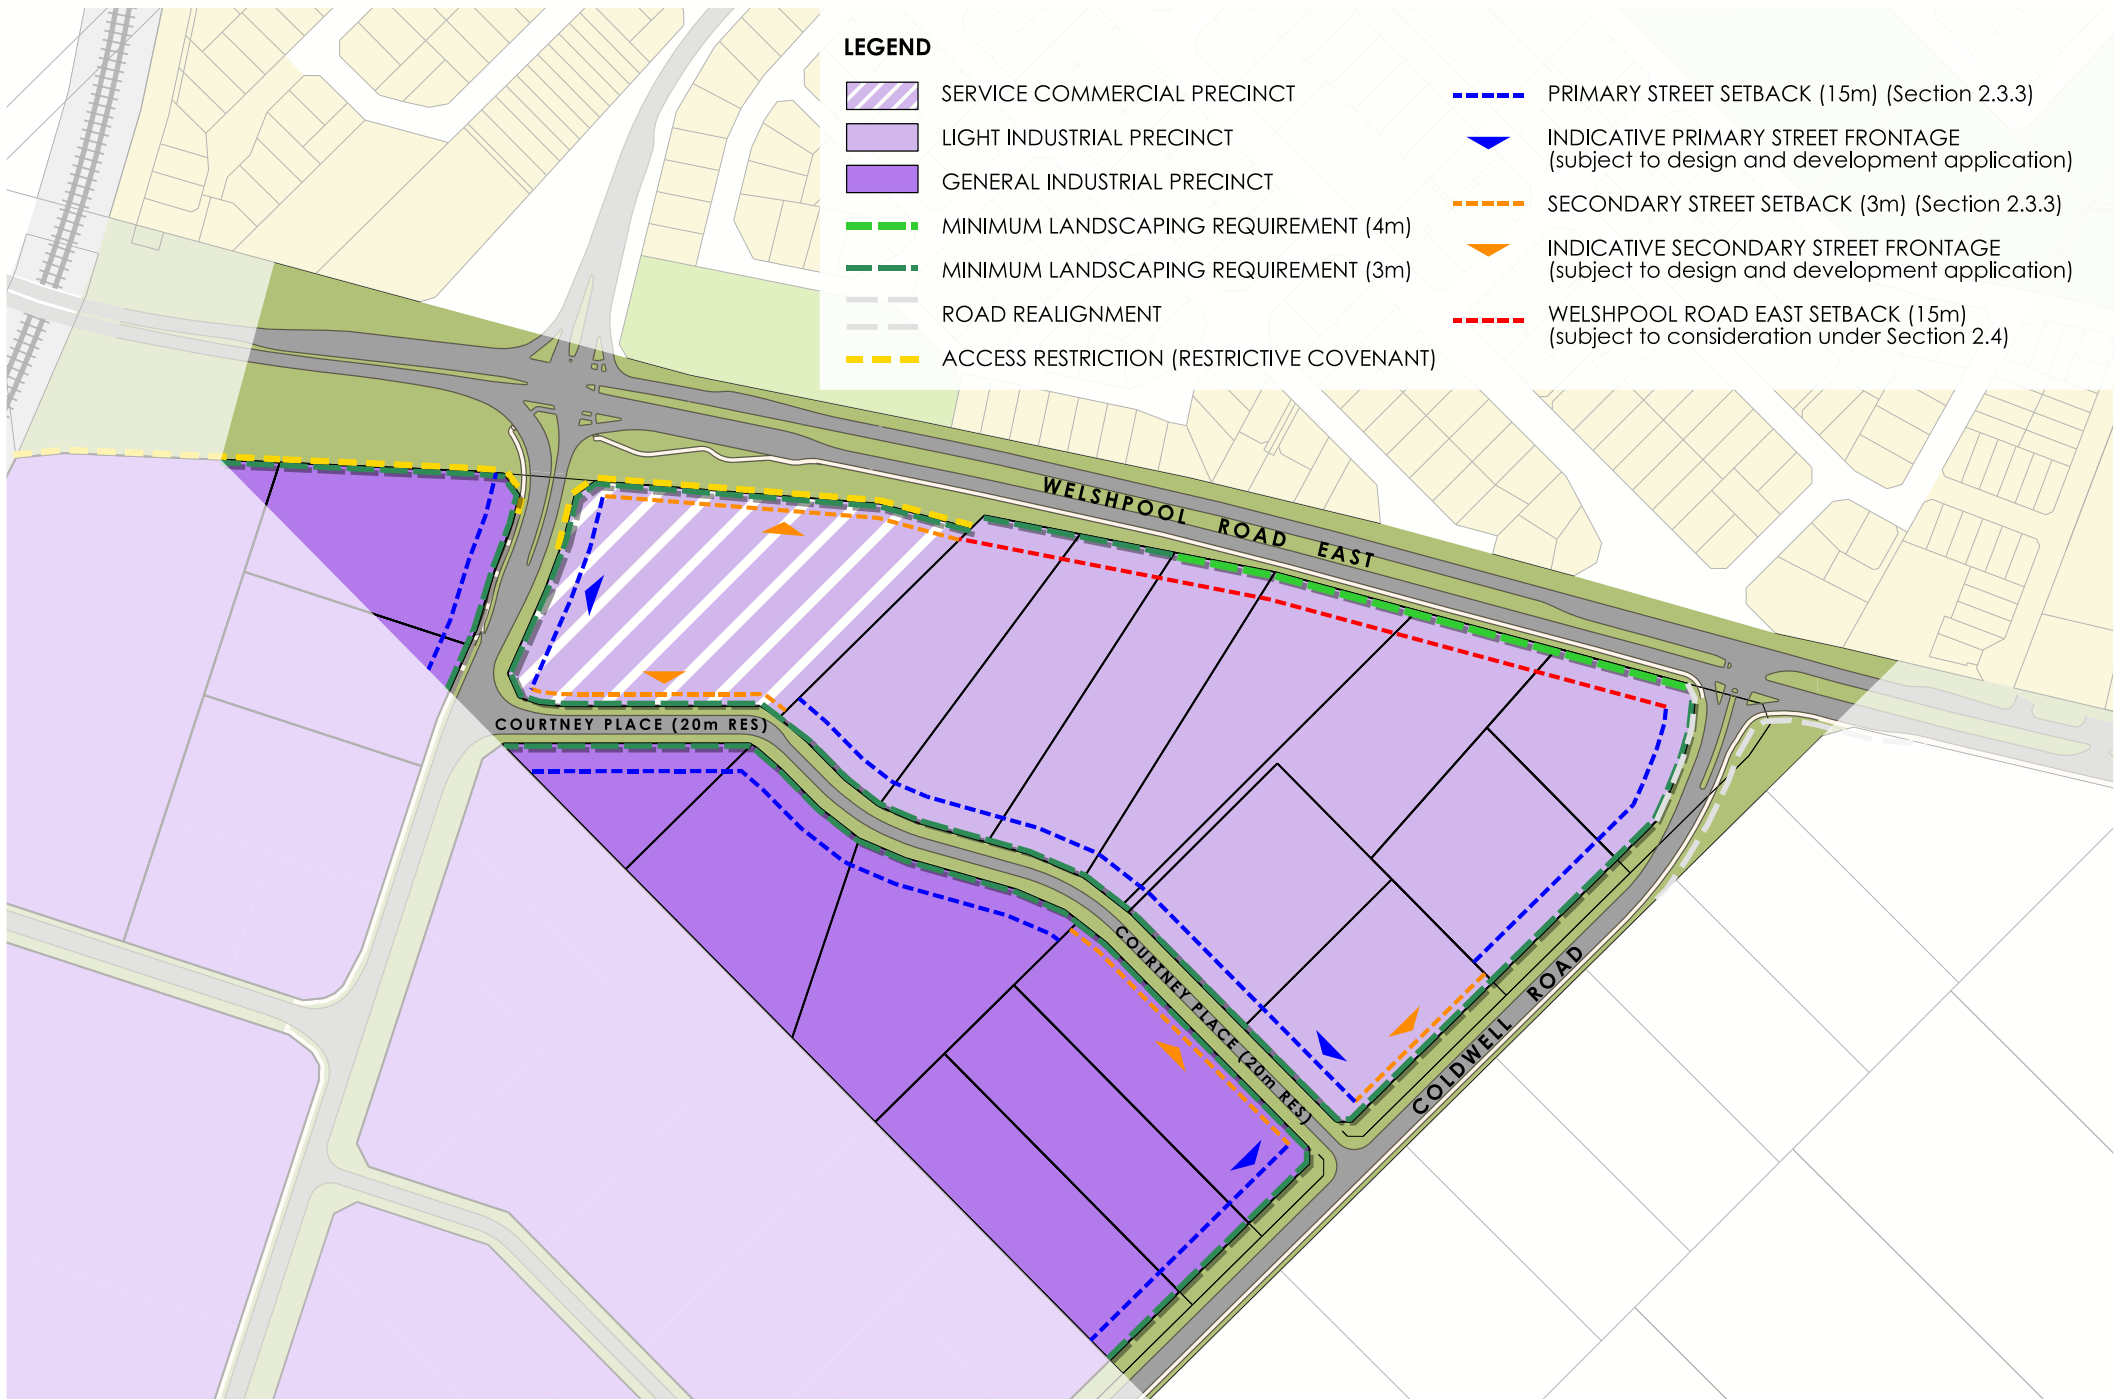 LEGEND
SERVICE COMMERCIAL PRECINCT
LIGHT INDUSTRIAL PRECINCT
GENERAL INDUSTRIAL PRECINCT
MINIMUM LANDSCAPING REQUIREMENT (4m)
MINIMUM LANDSCAPING REQUIREMENT (3m)
ROAD REALIGNMENT
ACCESS RESTRICTION (RESTRICTIVE COVENANT)
PRIMARY STREET SETBACK (15m) (Section 2.3.3)
INDICATIVE PRIMARY STREET FRONTAGE
(subject to design and development application)
SECONDARY STREET SETBACK (3m) (Section 2.3.3)
INDICATIVE SECONDARY STREET FRONTAGE
(subject to design and development application)
WELSHPOOL ROAD EAST SETBACK (15m)
(subject to consideration under Section 2.4)
WELSHPOOL ROAD EAST
COURTNEY PLACE (20m RES)
COURTNEY PLACE (20m RES)
COLDWELL ROAD